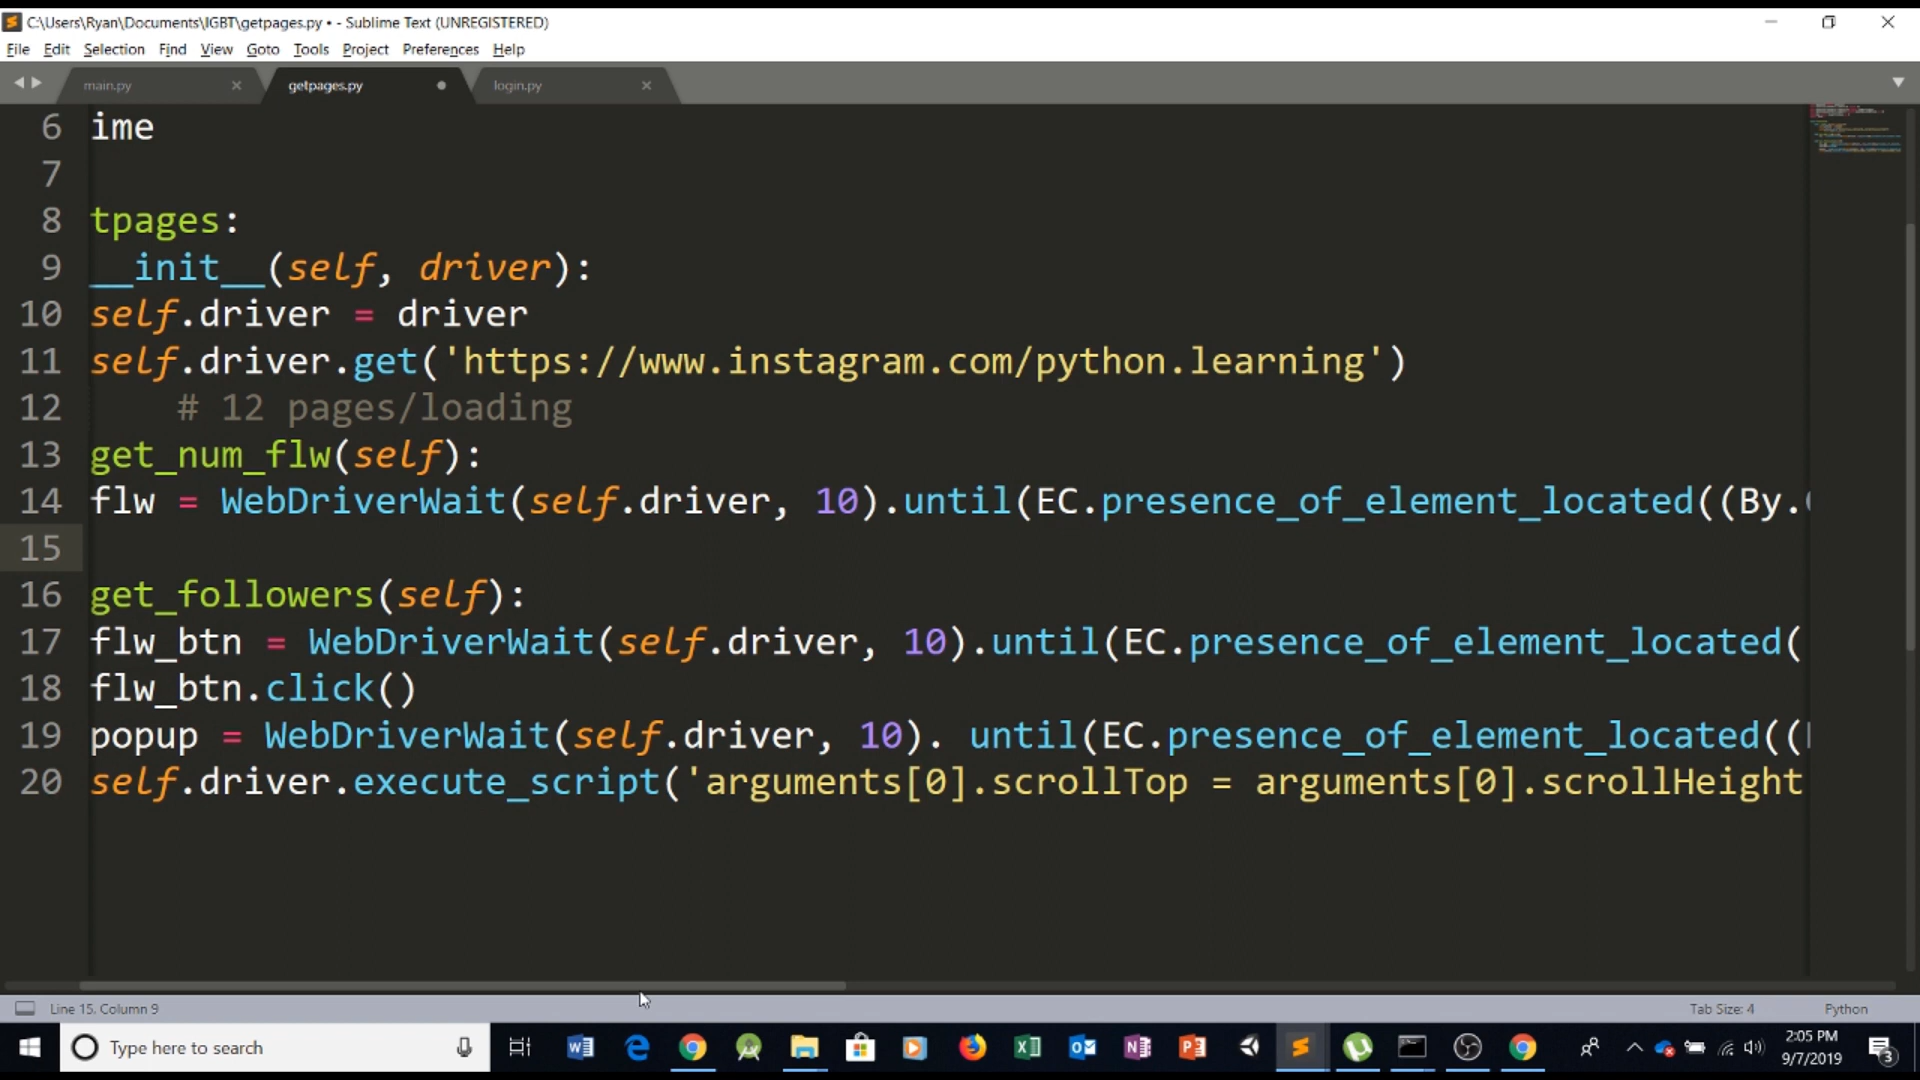 C:\Users\Ryan\Documents\IGBT\getpages.py • - Sublime Text (UNREGISTERED)
File Edit Selection Find View Goto Tools Project Preferences Help
main.py getpages.py login.py
6 ime
7
8 tpages:
9 __init__(self, driver):
10 self.driver = driver
11 self.driver.get('https://www.instagram.com/python.learning')
12 # 12 pages/loading
13 get_num_flw(self):
14 flw = WebDriverWait(self.driver, 10).until(EC.presence_of_element_located((By.
15
16 get_followers(self):
17 flw_btn = WebDriverWait(self.driver, 10).until(EC.presence_of_element_located(
18 flw_btn.click()
19 popup = WebDriverWait(self.driver, 10). until(EC.presence_of_element_located((
20 self.driver.execute_script('arguments[0].scrollTop = arguments[0].scrollHeight
Line 15, Column 9 Tab Size: 4 Python
Type here to search
2:05 PM
9/7/2019
3